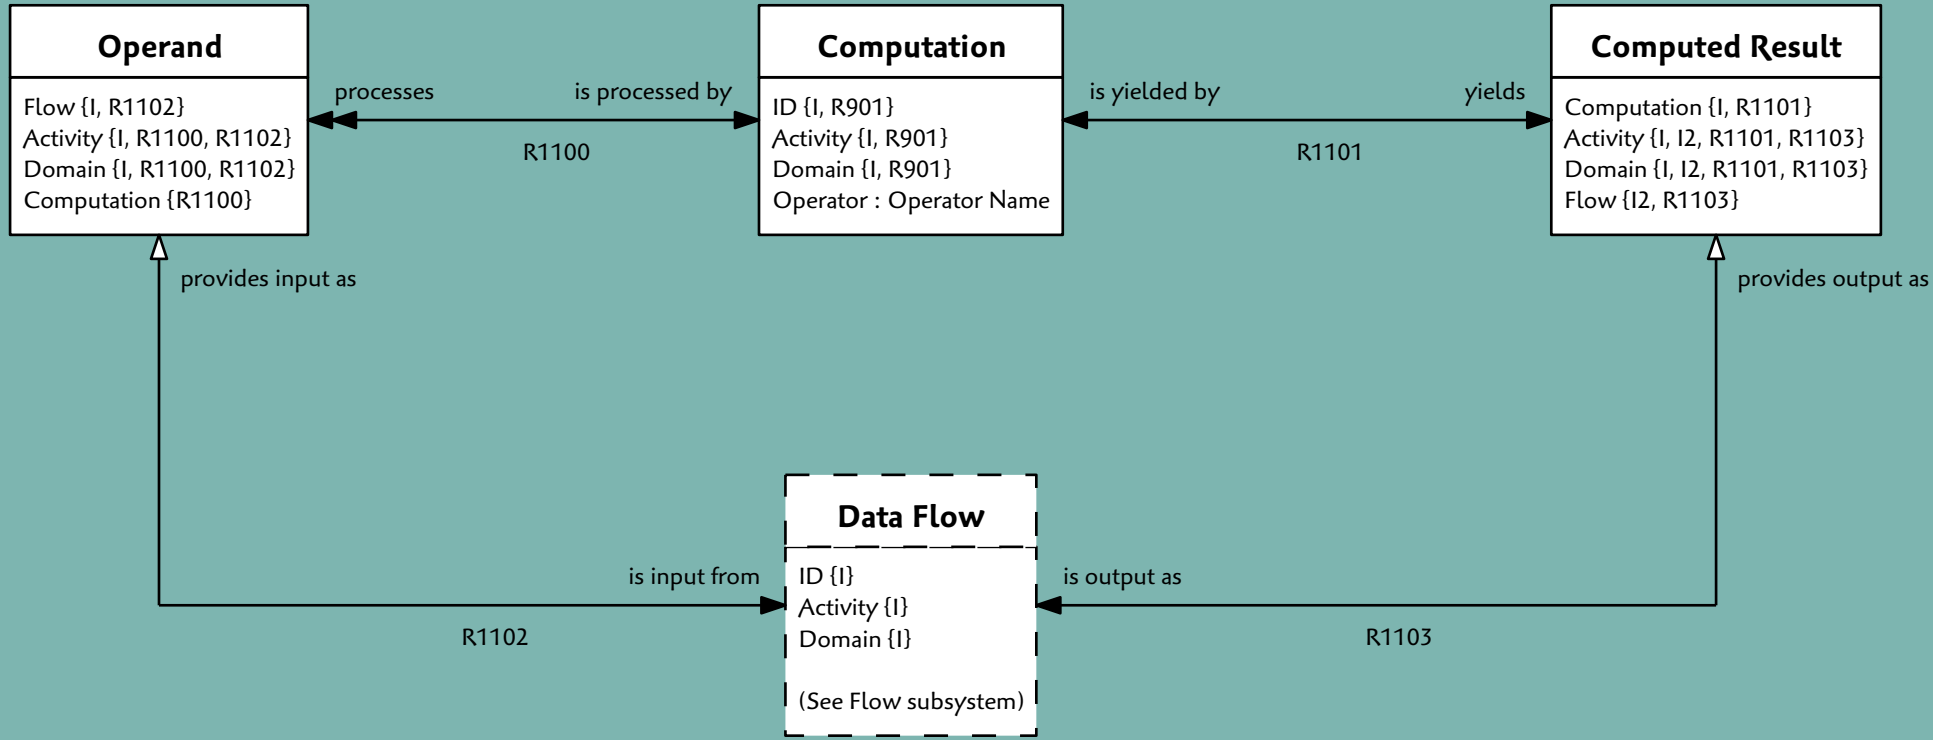 Operand
Flow {I, R1102}
Activity {I, R1100, R1102}
Domain {I, R1100, R1102}
Computation {R1100}
processes
is processed by
R1100
Computation
ID {I, R901}
Activity {I, R901}
Domain {I, R901}
Operator : Operator Name
is yielded by
yields
R1101
Computed Result
Computation {I, R1101}
Activity {I, I2, R1101, R1103}
Domain {I, I2, R1101, R1103}
Flow {I2, R1103}
provides input as
provides output as
is input from
R1102
Data Flow
ID {I}
Activity {I}
Domain {I}
(See Flow subsystem)
is output as
R1103